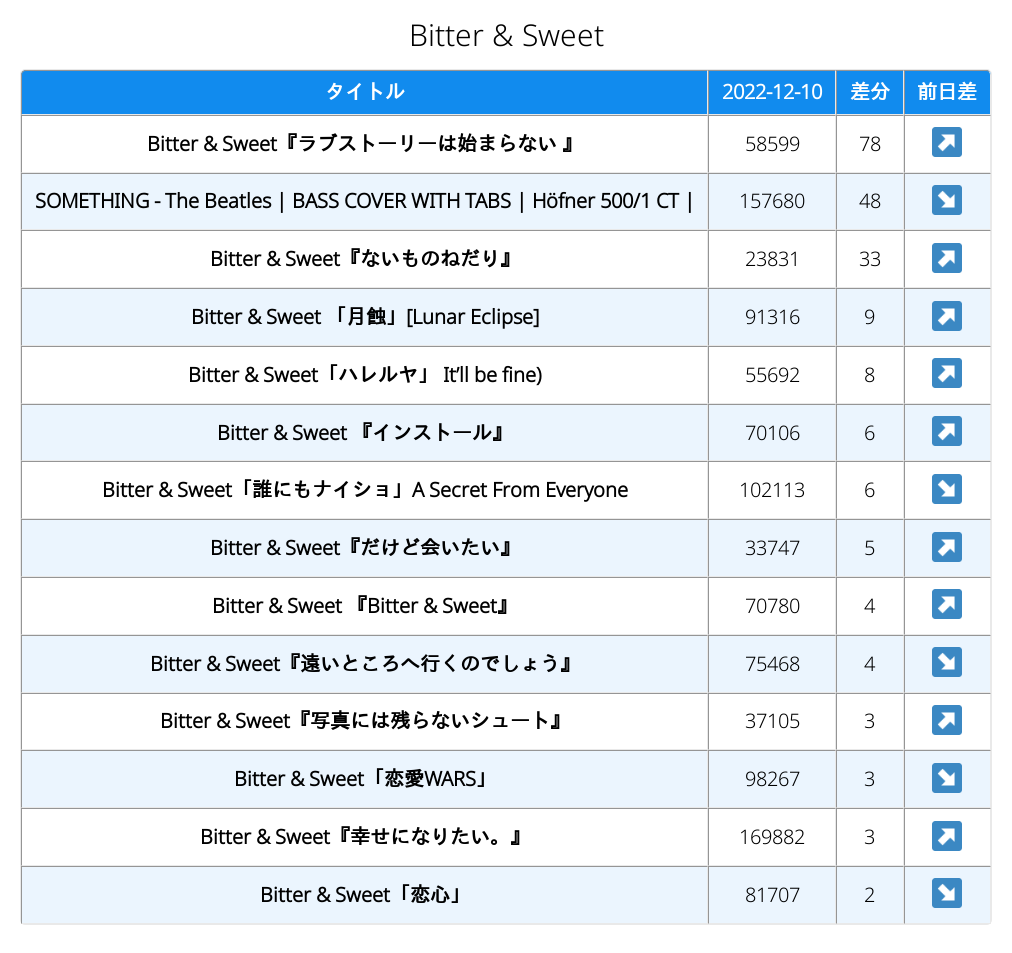 Bitter & Sweet
タイトル 2022-12-10 差分 前日差
Bitter & Sweet『ラブストーリーは始まらない 』 58599 78 ↗
SOMETHING - The Beatles | BASS COVER WITH TABS | Höfner 500/1 CT | 157680 48 ↘
Bitter & Sweet『ないものねだり』 23831 33 ↗
Bitter & Sweet 「月蝕」[Lunar Eclipse] 91316 9 ↗
Bitter & Sweet「ハレルヤ」 It’ll be fine) 55692 8 ↗
Bitter & Sweet 『インストール』 70106 6 ↗
Bitter & Sweet「誰にもナイショ」A Secret From Everyone 102113 6 ↘
Bitter & Sweet『だけど会いたい』 33747 5 ↗
Bitter & Sweet 『Bitter & Sweet』 70780 4 ↗
Bitter & Sweet『遠いところへ行くのでしょう』 75468 4 ↘
Bitter & Sweet『写真には残らないシュート』 37105 3 ↗
Bitter & Sweet「恋愛WARS」 98267 3 ↘
Bitter & Sweet『幸せになりたい。』 169882 3 ↗
Bitter & Sweet「恋心」 81707 2 ↘